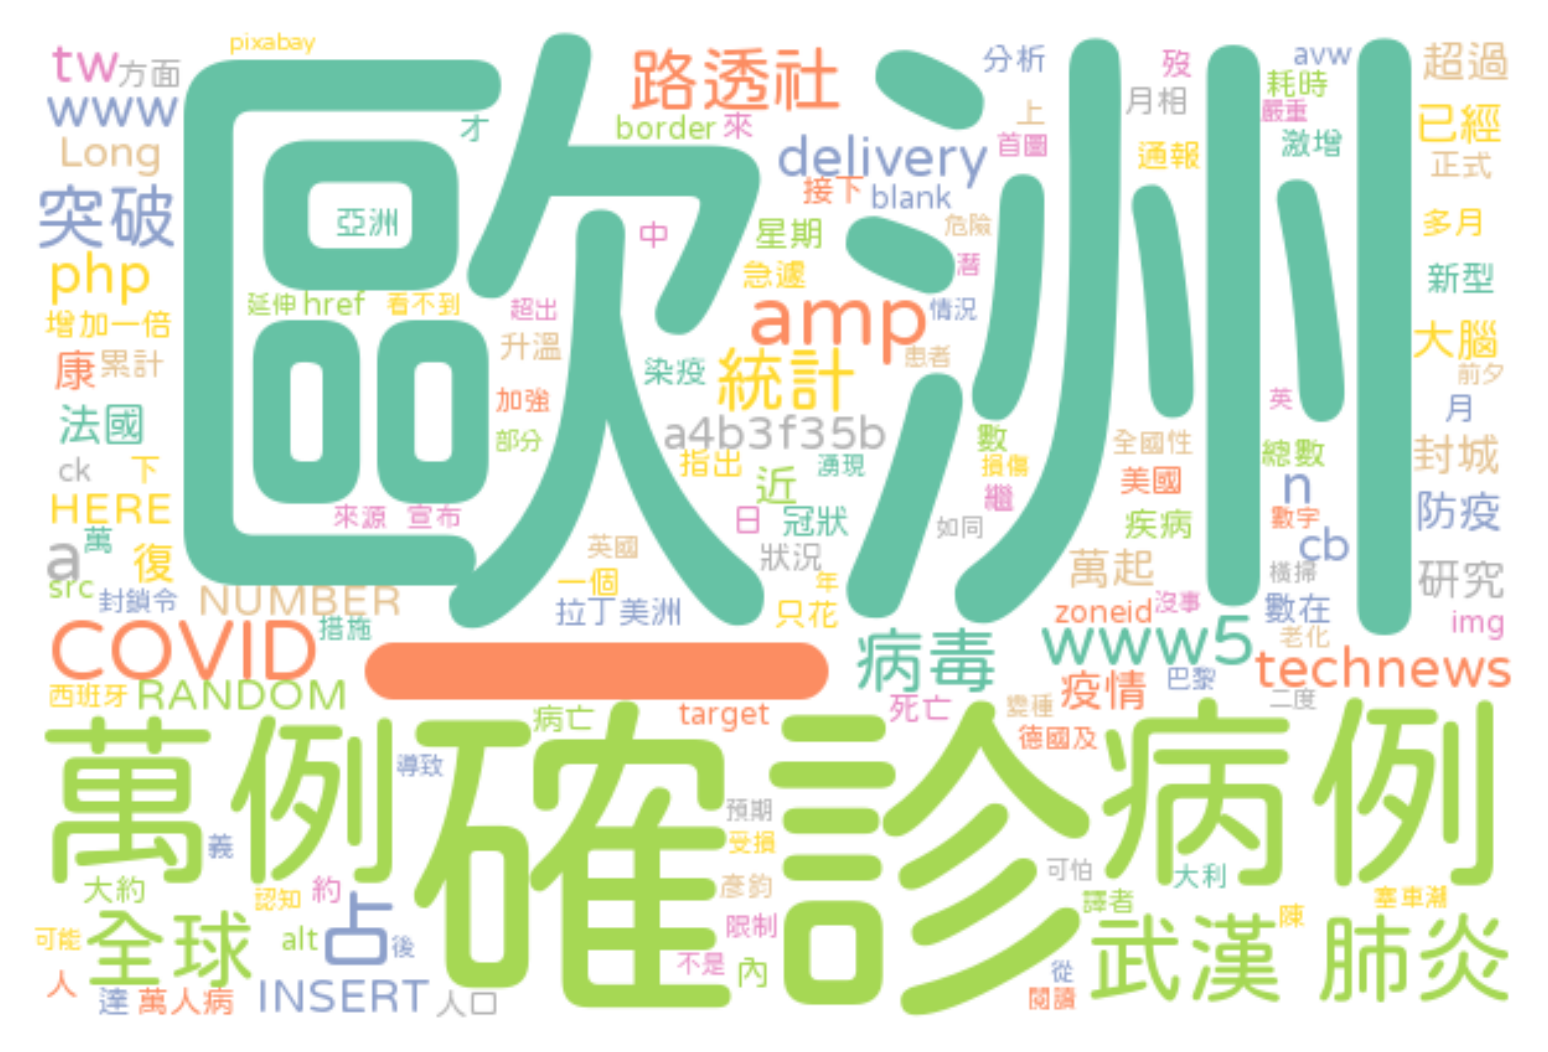 pixabay
tw
方面
www
Long
突破
php
增加一倍
康
累計
法國
ck
下
HERE
a
萬
復
src
封鎖令
NUMBER
COVID
措施
西班牙
RANDOM
歐洲
才
亞洲
延伸
href
看不到
來源
宣布
路透社
border
來
delivery
接下
blank
中
星期
急遽
超出
升溫
amp
情況
危險
潛
患者
染疫
統計
加強
部分
a4b3f35b
指出
近
湧現
日
冠狀
狀況
英國
一個
年
拉丁美洲
只花
分析
上
首圖
月相
歿
通報
avw
耗時
嚴重
激增
超過
已經
正式
多月
新型
大腦
前夕
月
封城
防疫
研究
img
英
全國性
總數
數
損傷
繼
如同
美國
n
數字
疾病
cb
萬起
橫掃
zoneid
沒事
數在
老化
一
病毒
www5
technews
疫情
巴黎
二度
死亡
變種
德國及
target
病亡
萬例
導致
確診
病例
義
預期
受損
彥鈞
限制
不是
內
可怕
大利
譯者
塞車潮
陳
大約
認知
約
可能
全球
alt
占
後
人
達
萬人病
INSERT
人口
從
閱讀
武漢
肺炎